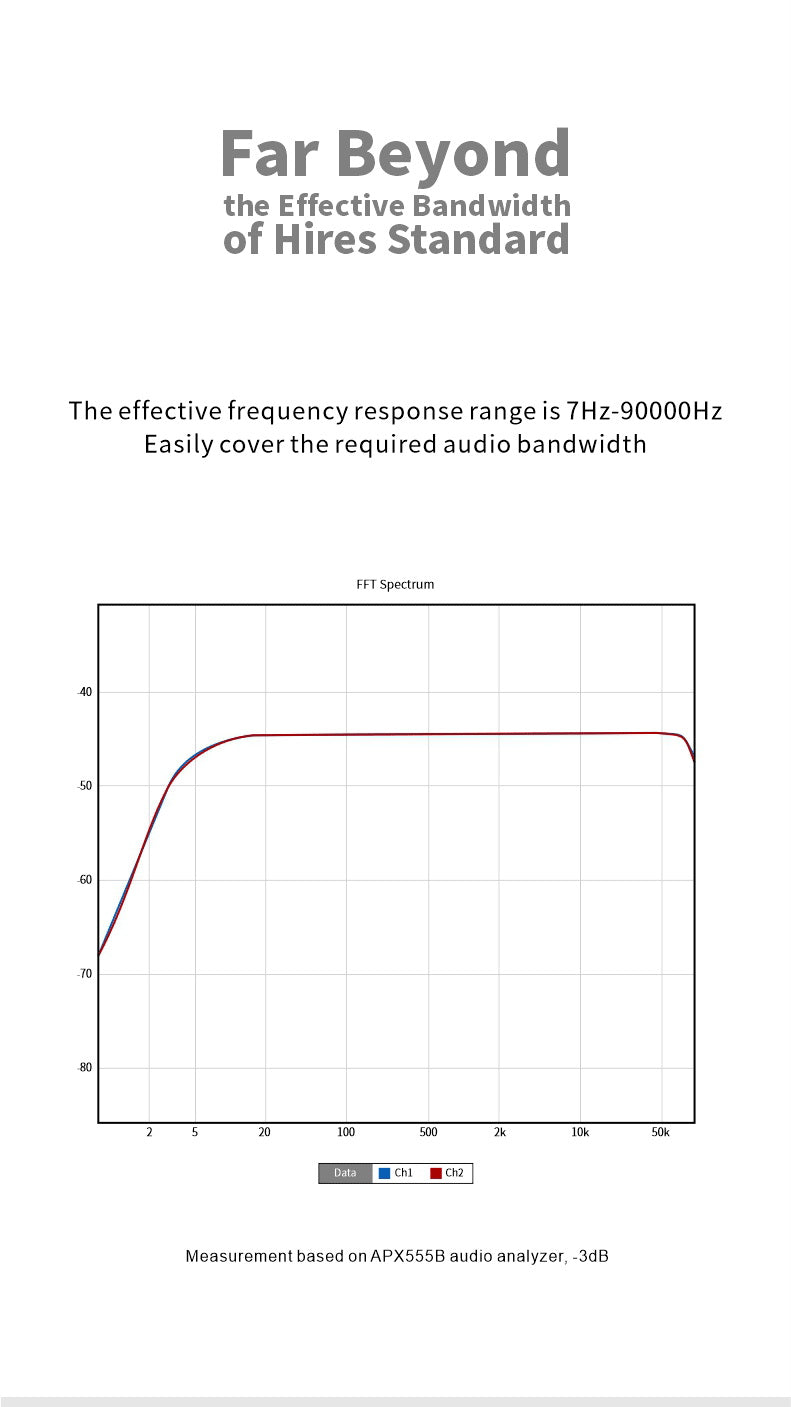 Far Beyond
the Effective Bandwidth
of Hires Standard
The effective frequency response range is 7Hz-90000Hz
Easily cover the required audio bandwidth
FFT Spectrum
-40
-50
-60
-70
-80
2 5 20 100 500 2k 10k 50k
Data Ch1 Ch2
Measurement based on APX555B audio analyzer, -3dB